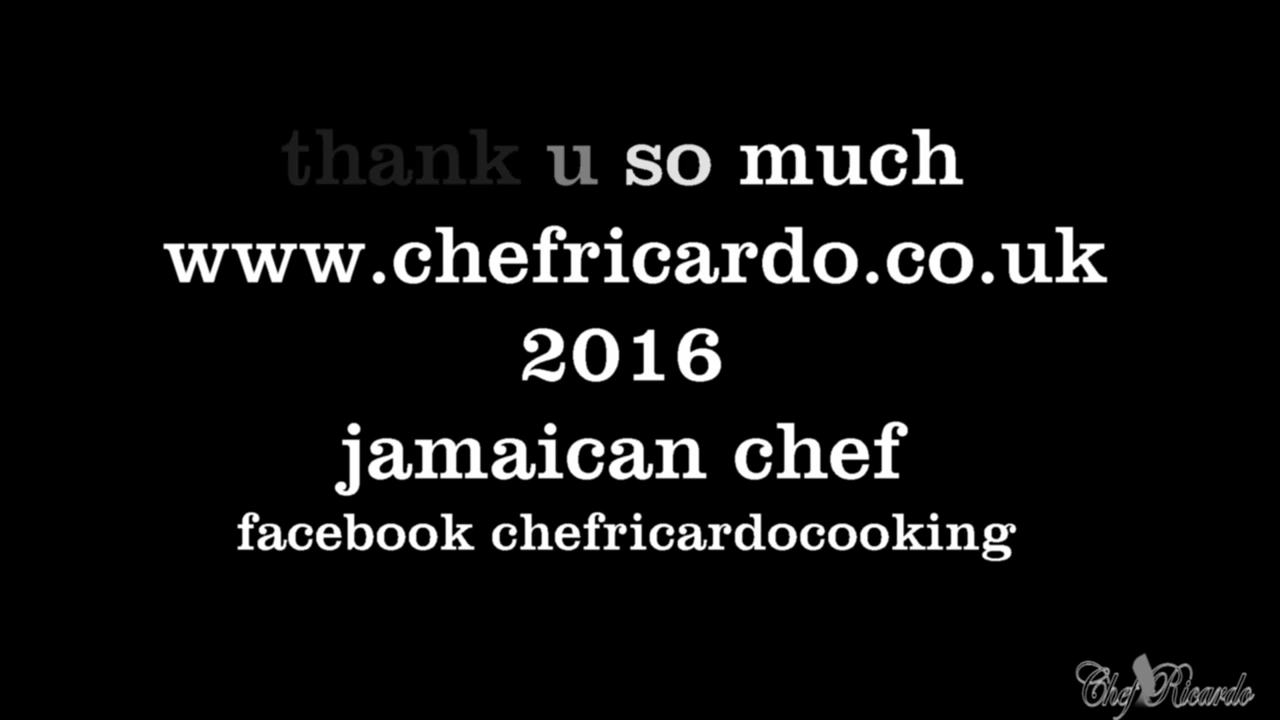 thank u so much
www.chefricardo.co.uk
2016
jamaican chef
facebook chefricardocooking
Chef Ricardo